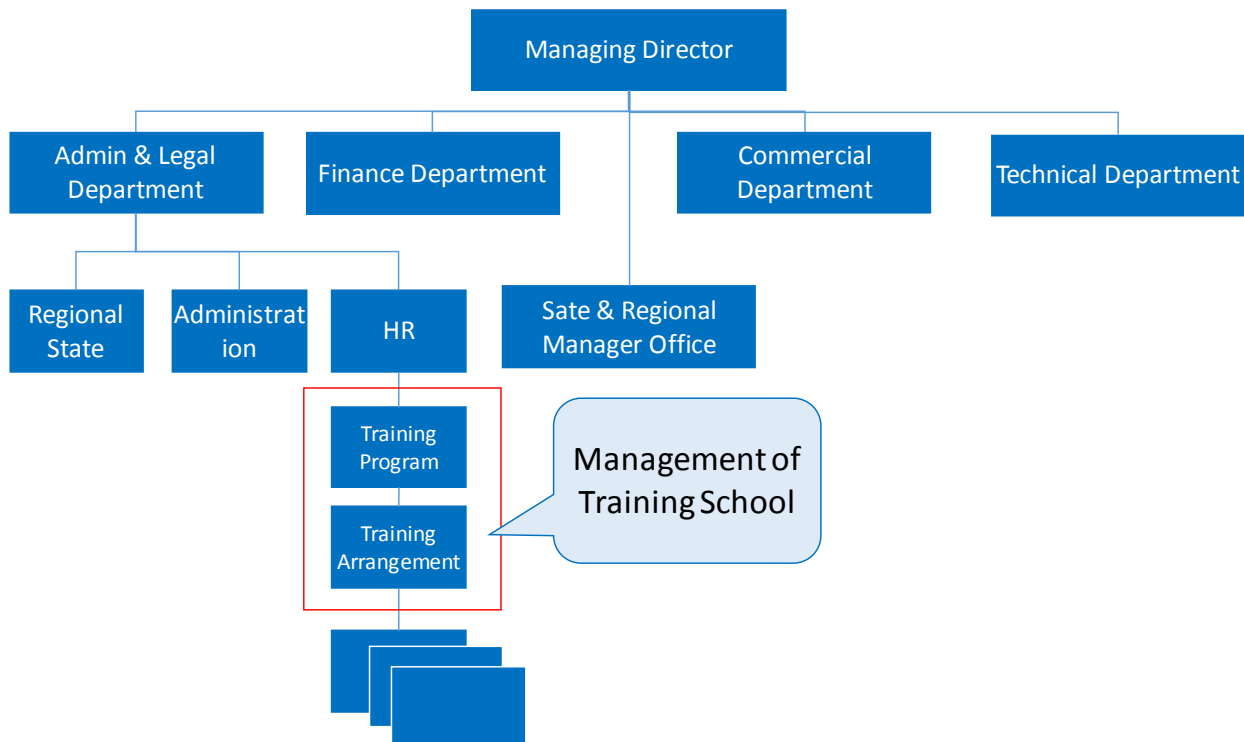 Managing Director
Admin & Legal
Department
Finance Department
Commercial
Department
Technical Department
Regional
State
Administrat
ion
HR
Sate & Regional
Manager Office
Training
Program
Training
Arrangement
Management of
Training School